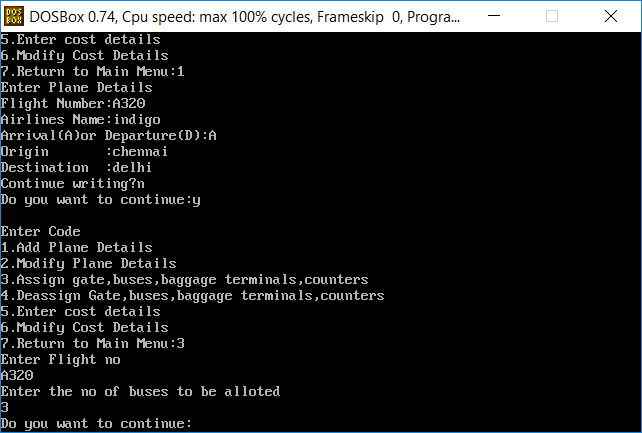 DOS
BOX
DOSBox 0.74, Cpu speed: max 100% cycles, Frameskip  0, Progra...
5.Enter cost details
6.Modify Cost Details
7.Return to Main Menu:1
Enter Plane Details
Flight Number:A320
Airlines Name:indigo
Arrival(A)or Departure(D):A
Origin      :chennai
Destination  :delhi
Continue writing?n
Do you want to continue:y
Enter Code
1.Add Plane Details
2.Modify Plane Details
3.Assign gate,buses,baggage terminals,counters
4.Deassign Gate,buses,baggage terminals,counters
5.Enter cost details
6.Modify Cost Details
7.Return to Main Menu:3
Enter Flight no
A320
Enter the no of buses to be alloted
3
Do you want to continue: